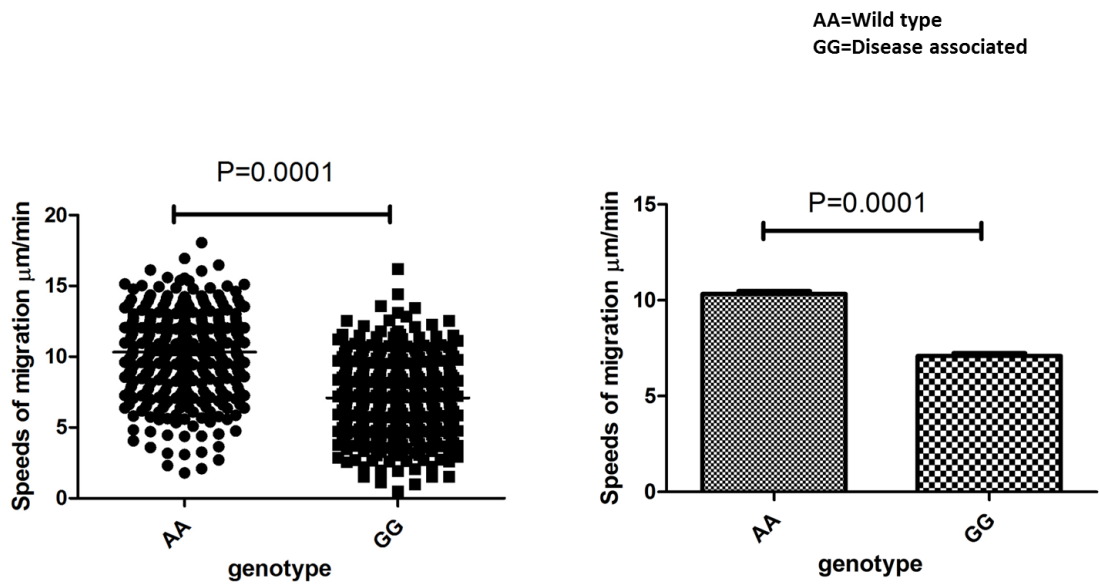 AA=Wild type
GG=Disease associated
P=0.0001
Speeds of migration μm/min
20
15
10
5
0
AA
GG
genotype
P=0.0001
Speeds of migration μm/min
15
10
5
0
AA
GG
genotype